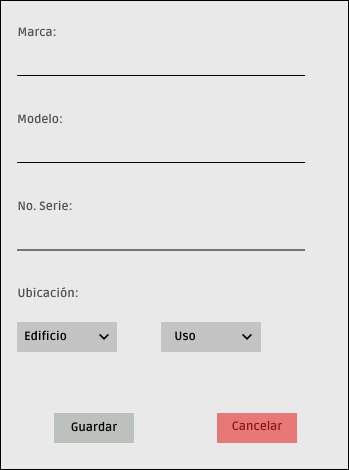 Marca:
Modelo:
No. Serie:
Ubicación:
Edificio
Uso
Guardar
Cancelar